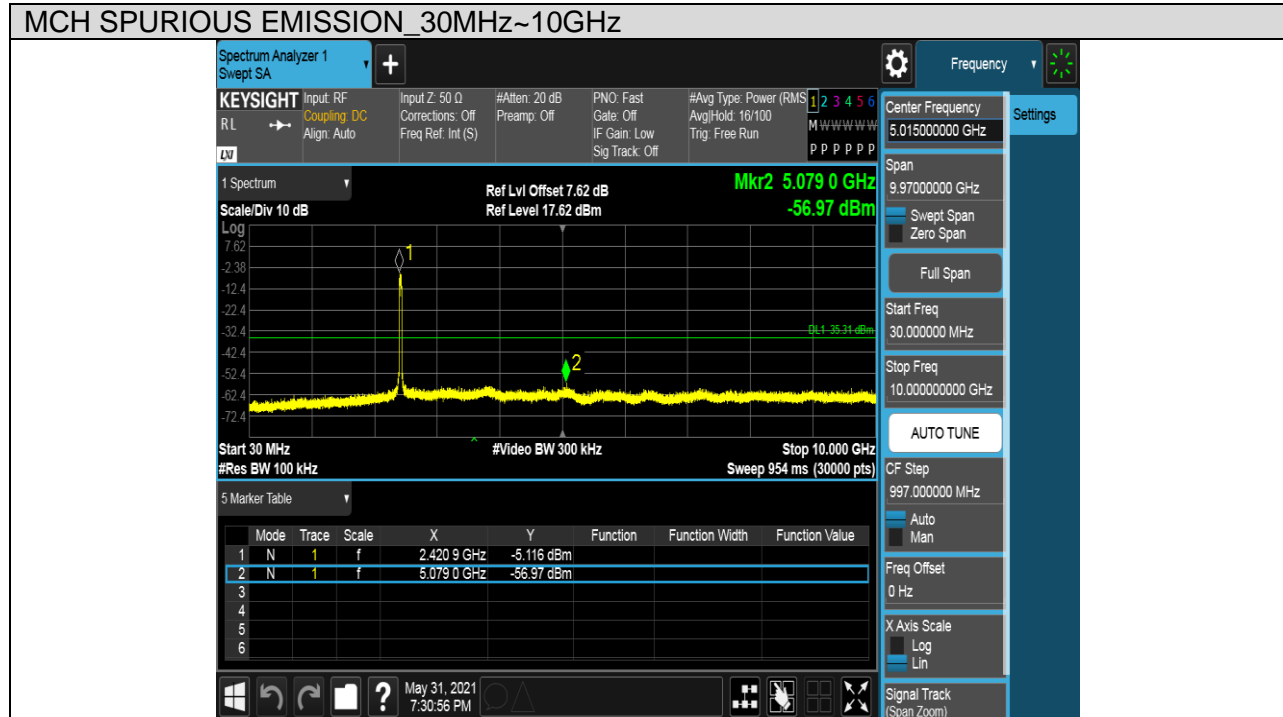 MCH SPURIOUS EMISSION_30MHz~10GHz
Spectrum Analyzer 1
Swept SA
Frequency
KEYSIGHT
RL
LXI
Input: RF
Coupling: DC
Align: Auto
Input Z: 50 Ω
Corrections: Off
Freq Ref: Int (S)
#Atten: 20 dB
Preamp: Off
PNO: Fast
Gate: Off
IF Gain: Low
Sig Track: Off
#Avg Type: Power (RMS
Avg|Hold: 16/100
Trig: Free Run
1 2 3 4 5 6
M W W W W W
P P P P P P
1 Spectrum
Scale/Div 10 dB
Ref Lvl Offset 7.62 dB
Ref Level 17.62 dBm
Mkr2 5.079 0 GHz
-56.97 dBm
Log
7.62
-2.38
-12.4
-22.4
-32.4
-42.4
-52.4
-62.4
-72.4
1
2
DL1 -35.31 dBm
Start 30 MHz
#Video BW 300 kHz
Stop 10.000 GHz
#Res BW 100 kHz
Sweep 954 ms (30000 pts)
5 Marker Table
Mode Trace Scale X Y Function Function Width Function Value
1 N 1 f 2.420 9 GHz -5.116 dBm
2 N 1 f 5.079 0 GHz -56.97 dBm
3
4
5
6
?
May 31, 2021
7:30:56 PM
Center Frequency
5.015000000 GHz
Settings
Span
9.97000000 GHz
Swept Span
Zero Span
Full Span
Start Freq
30.000000 MHz
Stop Freq
10.000000000 GHz
AUTO TUNE
CF Step
997.000000 MHz
Auto
Man
Freq Offset
0 Hz
X Axis Scale
Log
Lin
Signal Track
(Span Zoom)